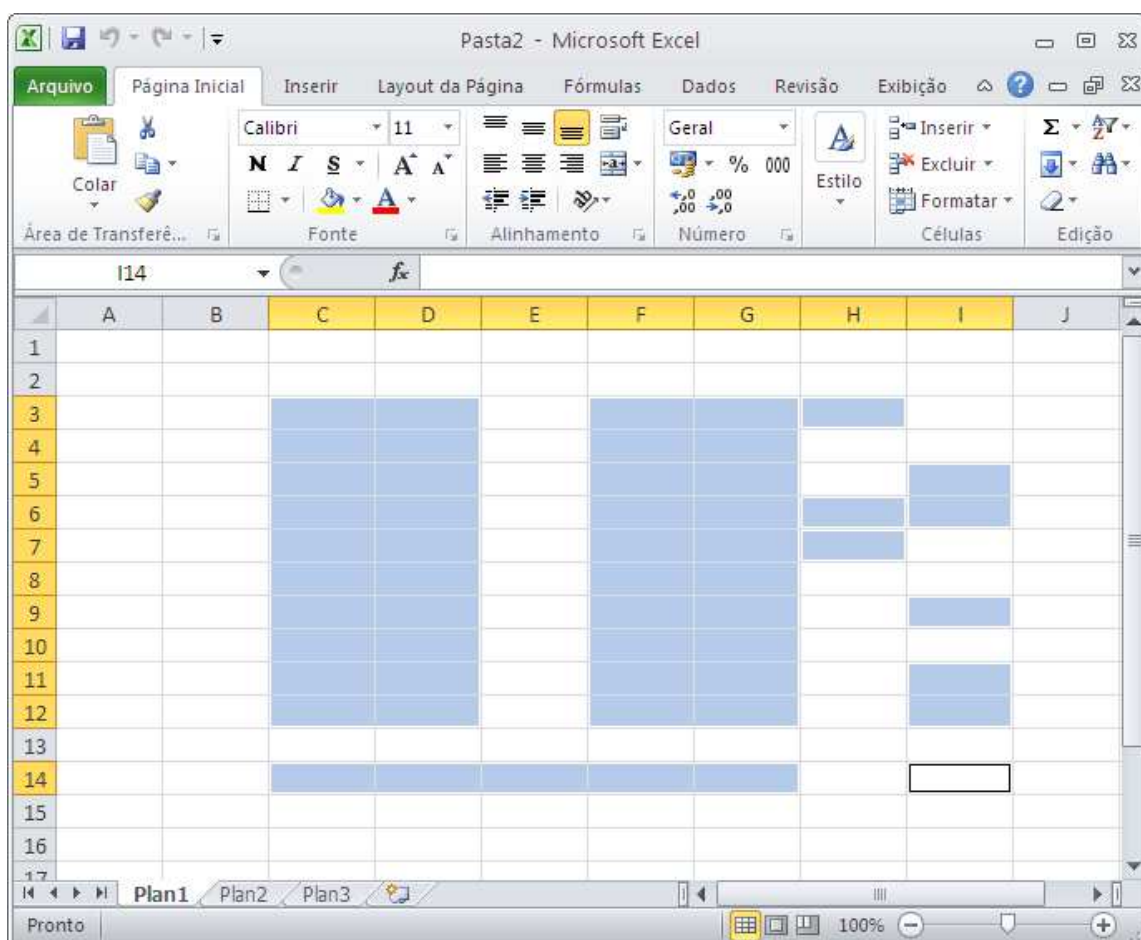 Pasta2 - Microsoft Excel
Arquivo Página Inicial Inserir Layout da Página Fórmulas Dados Revisão Exibição
Calibri 11 Geral Inserir
N I S A A % 000 Excluir
Colar Estilo Formatar
Área de Transferê... Fonte Alinhamento Número Células Edição
I14 fx
A B C D E F G H I J
1
2
3
4
5
6
7
8
9
10
11
12
13
14
15
16
17
Plan1 Plan2 Plan3
Pronto 100%